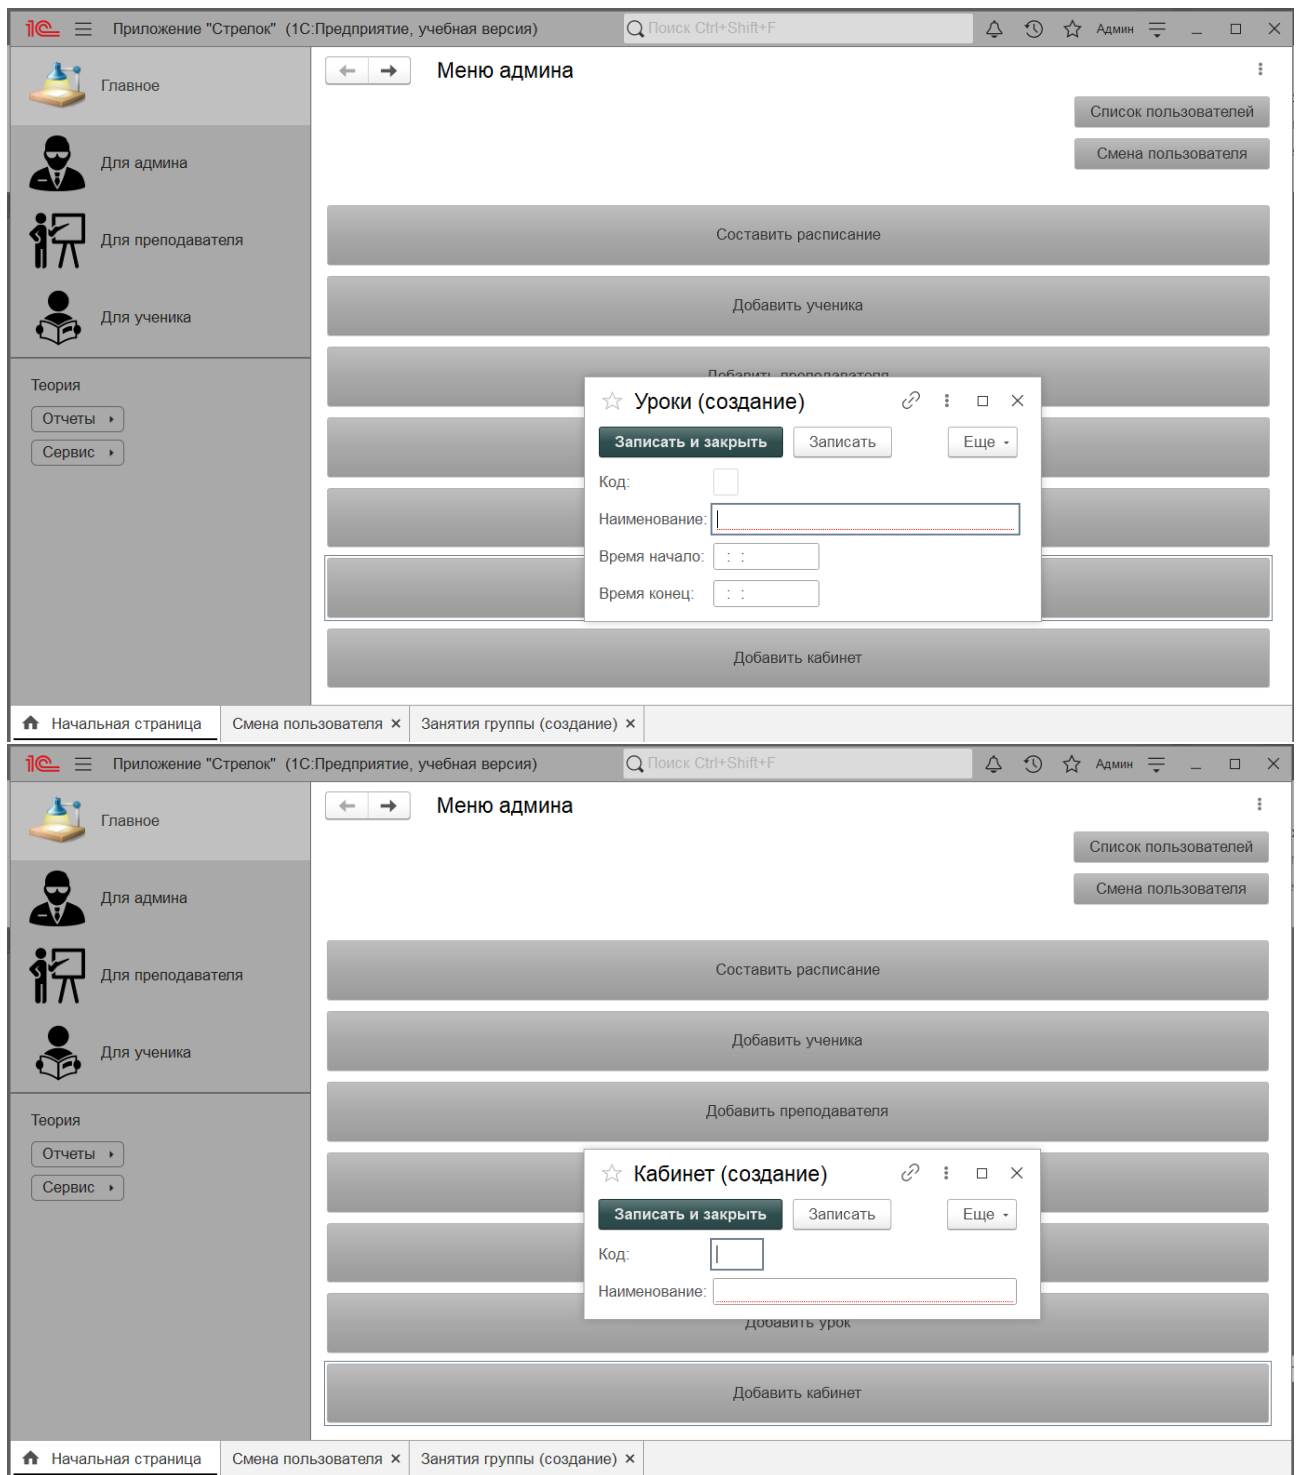 Приложение "Стрелок" (1С:Предприятие, учебная версия)
Поиск Ctrl+Shift+F
Админ
Главное
Для админа
Для преподавателя
Для ученика
Теория
Отчеты
Сервис
Меню админа
Список пользователей
Смена пользователя
Составить расписание
Добавить ученика
Добавить преподавателя
Уроки (создание)
Записать и закрыть
Записать
Еще
Код:
Наименование:
Время начало: : :
Время конец: : :
Добавить кабинет
Начальная страница
Смена пользователя ×
Занятия группы (создание) ×
Приложение "Стрелок" (1С:Предприятие, учебная версия)
Поиск Ctrl+Shift+F
Админ
Главное
Для админа
Для преподавателя
Для ученика
Теория
Отчеты
Сервис
Меню админа
Список пользователей
Смена пользователя
Составить расписание
Добавить ученика
Добавить преподавателя
Кабинет (создание)
Записать и закрыть
Записать
Еще
Код:
Наименование:
Добавить урок
Добавить кабинет
Начальная страница
Смена пользователя ×
Занятия группы (создание) ×